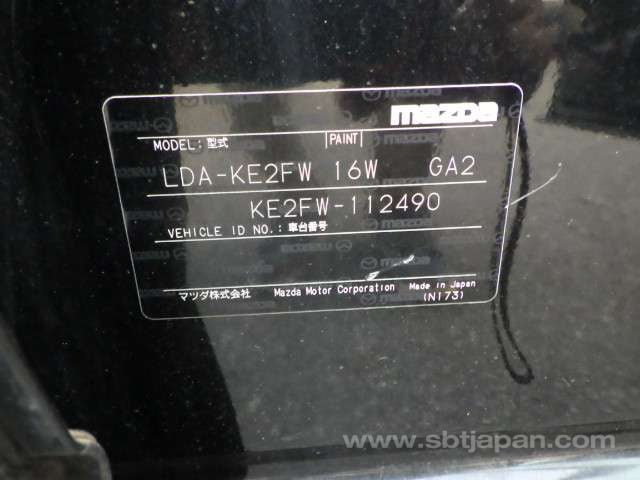 mazda
MODEL: 型式 PAINT
LDA-KE2FW 16W GA2
KE2FW-112490
VEHICLE ID NO.: 車台番号
マツダ株式会社 Mazda Motor Corporation Made in Japan
(N173)
www.sbtjapan.com